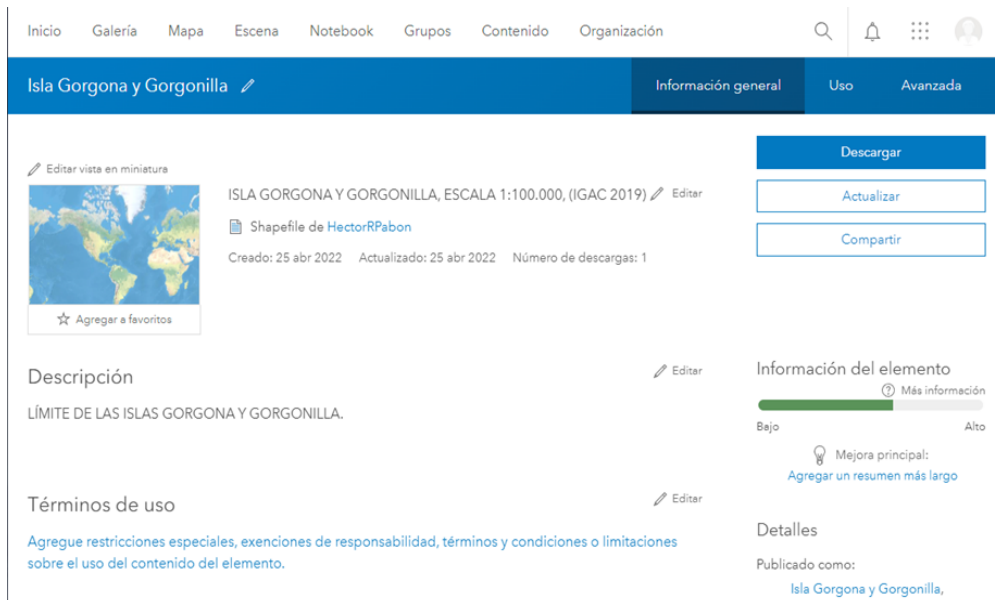 Inicio Galería Mapa Escena Notebook Grupos Contenido Organización
Isla Gorgona y Gorgonilla Información general Uso Avanzada
Editar vista en miniatura
ISLA GORGONA Y GORGONILLA, ESCALA 1:100.000, (IGAC 2019) Editar
Shapefile de HectorRPabon
Creado: 25 abr 2022 Actualizado: 25 abr 2022 Número de descargas: 1
Agregar a favoritos
Descargar
Actualizar
Compartir
Descripción Editar
LÍMITE DE LAS ISLAS GORGONA Y GORGONILLA.
Términos de uso Editar
Agregue restricciones especiales, exenciones de responsabilidad, términos y condiciones o limitaciones
sobre el uso del contenido del elemento.
Información del elemento
Más información
Bajo Alto
Mejora principal:
Agregar un resumen más largo
Detalles
Publicado como:
Isla Gorgona y Gorgonilla,